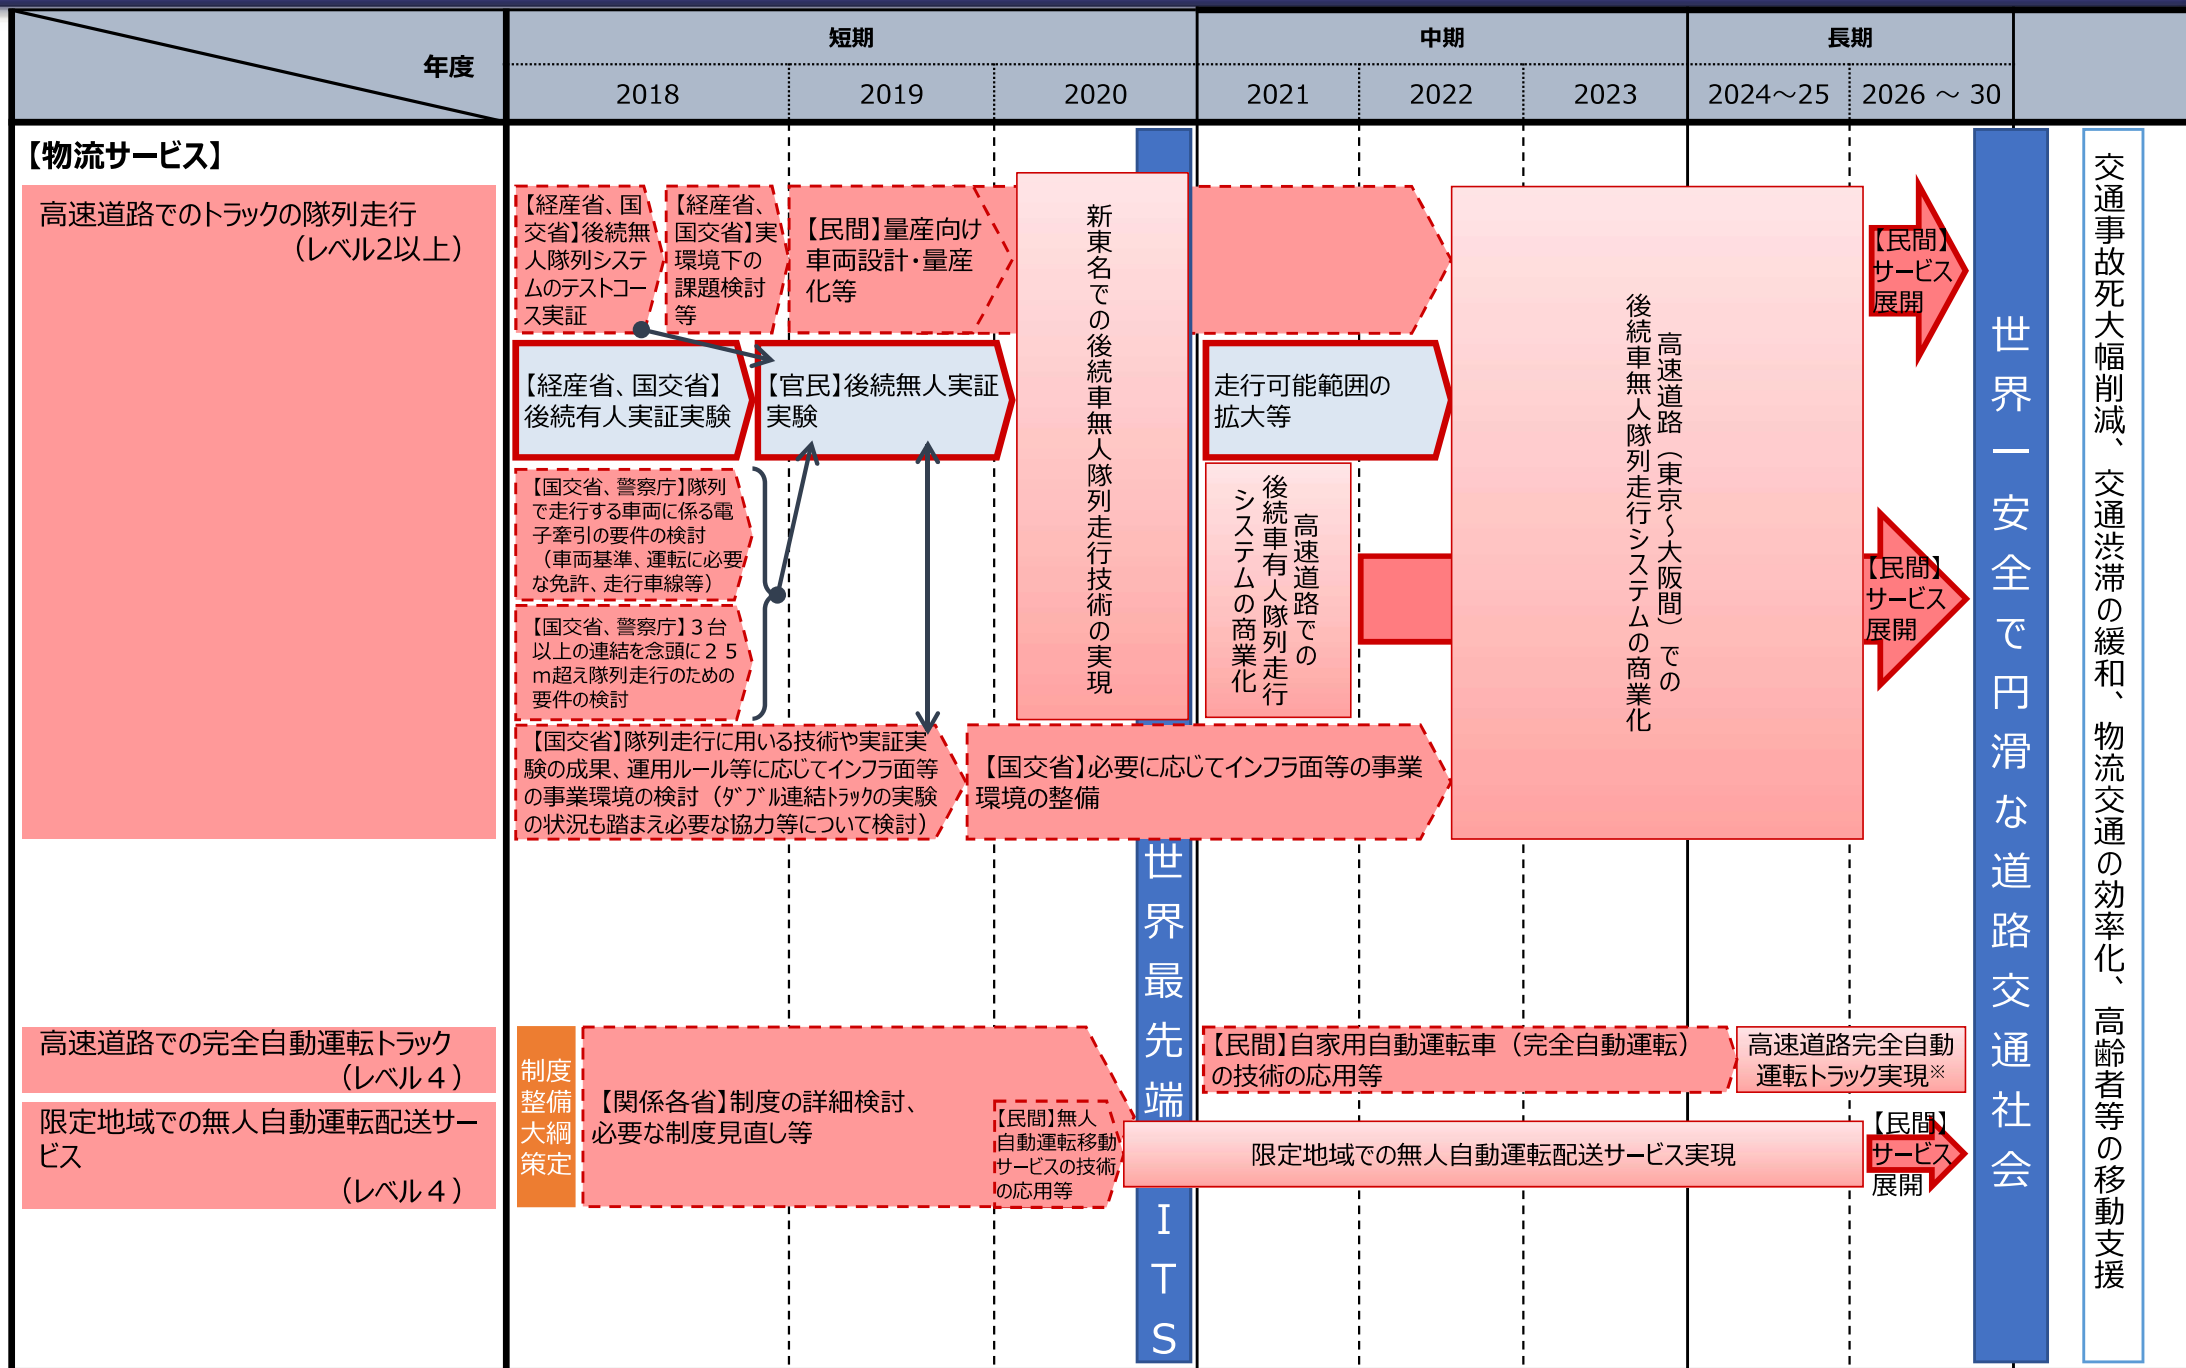 年度
短期
中期
長期
2018
2019
2020
2021
2022
2023
2024～25
2026 ～ 30
【物流サービス】
高速道路でのトラックの隊列走行
（レベル2以上）
【経産省、国
交省】後続無
人隊列システ
ムのテストコー
ス実証
【経産省、
国交省】実
環境下の
課題検討
等
【民間】量産向け
車両設計・量産
化等
【経産省、国交省】
後続有人実証実験
【官民】後続無人実証
実験
【国交省、警察庁】隊列
で走行する車両に係る電
子牽引の要件の検討
（車両基準、運転に必要
な免許、走行車線等）
【国交省、警察庁】３台
以上の連結を念頭に２５
ｍ超え隊列走行のための
要件の検討
【国交省】隊列走行に用いる技術や実証実
験の成果、運用ルール等に応じてインフラ面等
の事業環境の検討（ﾀﾞﾌﾞﾙ連結ﾄﾗｯｸの実験
の状況も踏まえ必要な協力等について検討）
新東名での後続車無人隊列走行技術の実現
走行可能範囲の
拡大等
高速道路での
後続車有人隊列走行
システムの商業化
【国交省】必要に応じてインフラ面等の事業
環境の整備
高速道路（東京～大阪間）での
後続車無人隊列走行システムの商業化
【民間】
サービス
展開
【民間】
サービス
展開
高速道路での完全自動運転トラック
（レベル４）
限定地域での無人自動運転配送サー
ビス
（レベル４）
制度
整備
大綱
策定
【関係各省】制度の詳細検討、
必要な制度見直し等
【民間】無人
自動運転移動
サービスの技術
の応用等
【民間】自家用自動運転車（完全自動運転）
の技術の応用等
高速道路完全自動
運転トラック実現※
限定地域での無人自動運転配送サービス実現
【民間】
サービス
展開
世界最先端ＩＴＳ
世界一安全で円滑な道路交通社会
交通事故死大幅削減、交通渋滞の緩和、物流交通の効率化、高齢者等の移動支援